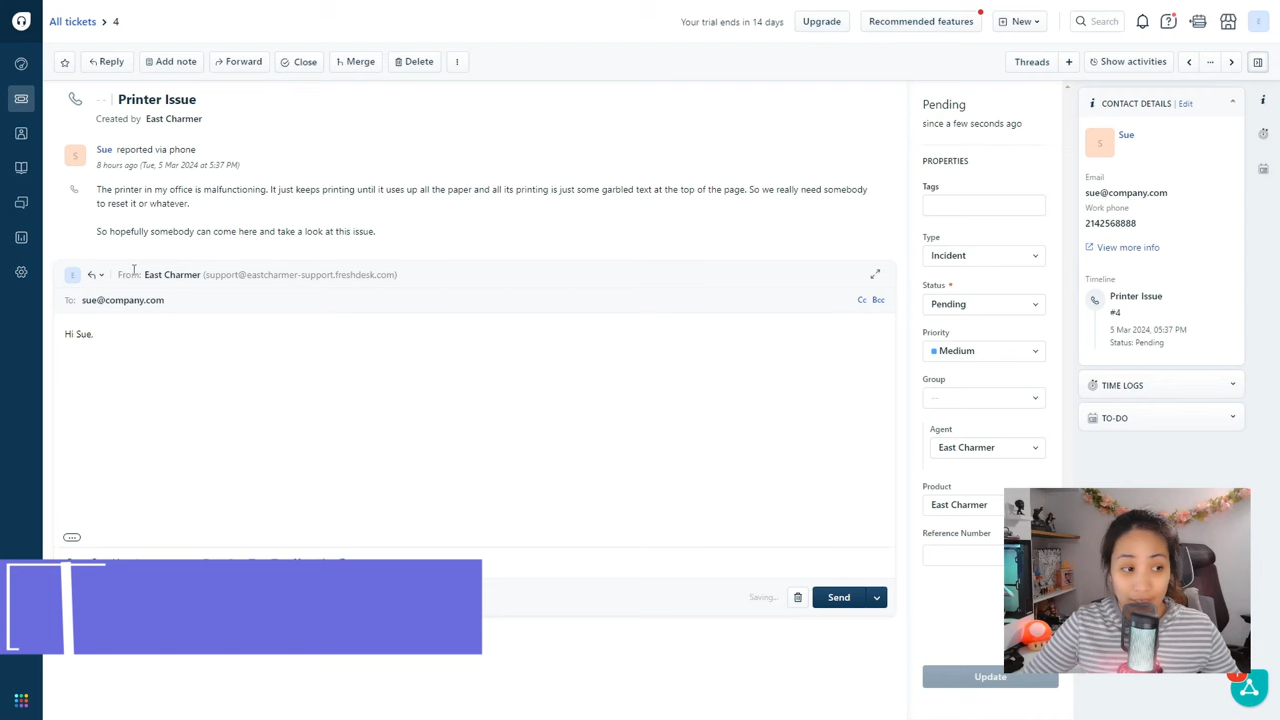 All tickets > 4
Your trial ends in 14 days
Upgrade
Recommended features
New
Search
E
Reply
Add note
Forward
Close
Merge
Delete
Threads
Show activities
-- | Printer Issue
Created by East Charmer
S
Sue reported via phone
8 hours ago (Tue, 5 Mar 2024 at 5:37 PM)
The printer in my office is malfunctioning. It just keeps printing until it uses up all the paper and all its printing is just some garbled text at the top of the page. So we really need somebody
to reset it or whatever.
So hopefully somebody can come here and take a look at this issue.
E
From: East Charmer (support@eastcharmer-support.freshdesk.com)
To: sue@company.com
Cc Bcc
Hi Sue,
Saving...
Send
Pending
since a few seconds ago
PROPERTIES
Tags
Type
Incident
Status *
Pending
Priority
Medium
Group
--
Agent
East Charmer
Product
East Charmer
Reference Number
Update
CONTACT DETAILS | Edit
S
Sue
Email
sue@company.com
Work phone
2142568888
View more info
Timeline
Printer Issue
#4
5 Mar 2024, 05:37 PM
Status: Pending
TIME LOGS
TO-DO